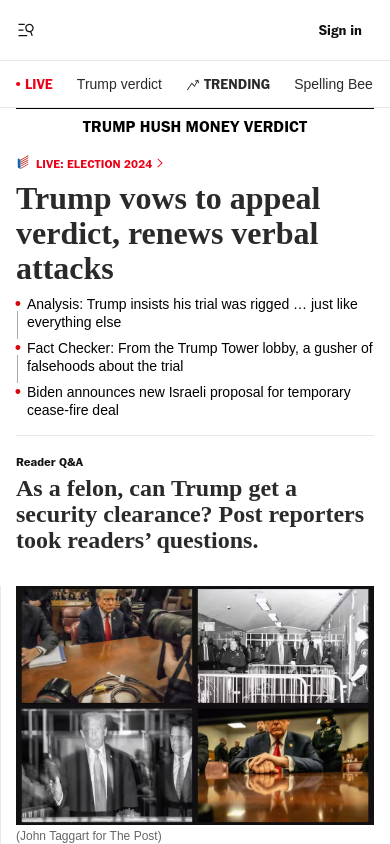 Sign in
LIVE Trump verdict TRENDING Spelling Bee
TRUMP HUSH MONEY VERDICT
LIVE: ELECTION 2024
Trump vows to appeal
verdict, renews verbal
attacks
Analysis: Trump insists his trial was rigged … just like
everything else
Fact Checker: From the Trump Tower lobby, a gusher of
falsehoods about the trial
Biden announces new Israeli proposal for temporary
cease-fire deal
Reader Q&A
As a felon, can Trump get a
security clearance? Post reporters
took readers’ questions.
(John Taggart for The Post)